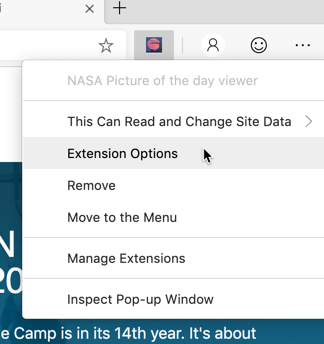 NASA Picture of the day viewer
This Can Read and Change Site Data
Extension Options
Remove
Move to the Menu
Manage Extensions
Inspect Pop-up Window
N
20
e Camp is in its 14th year. It's about